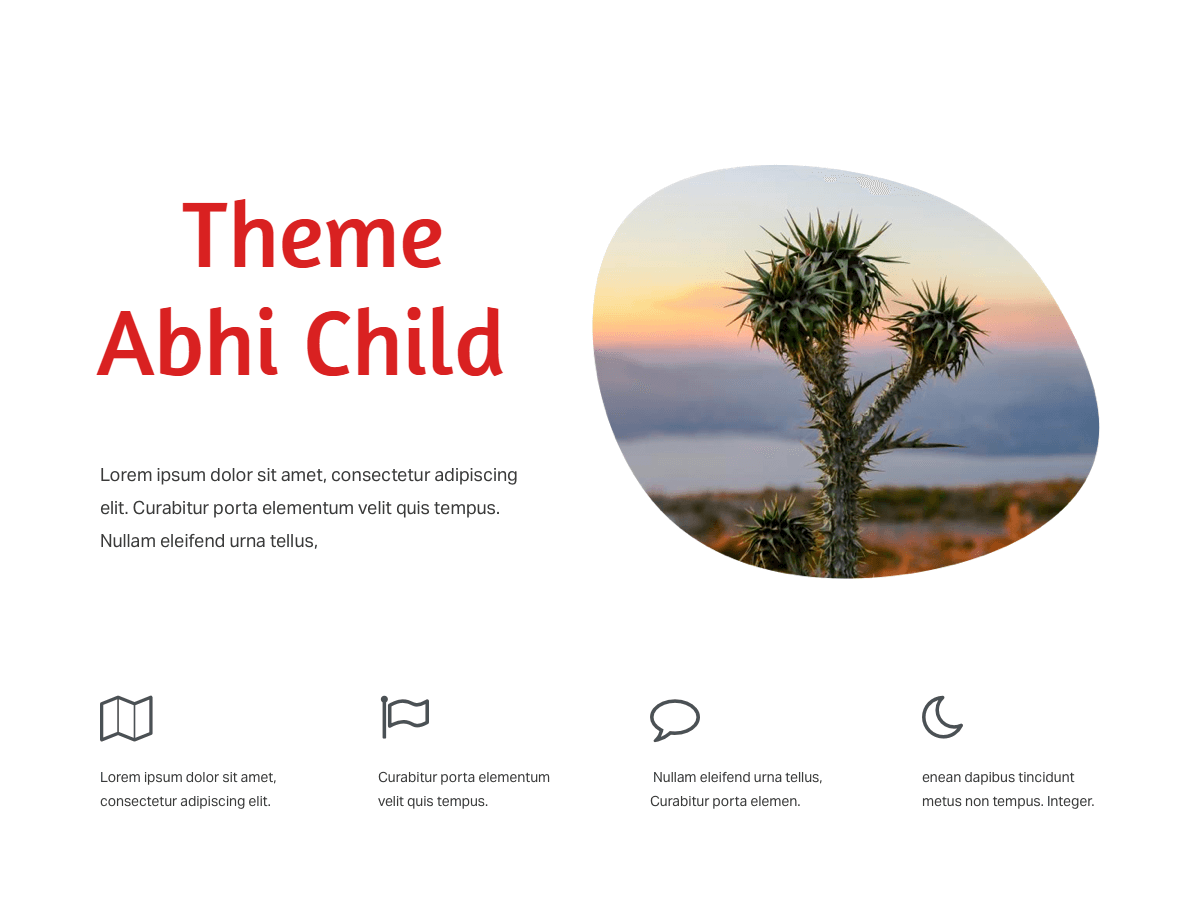 Theme
Abhi Child
Lorem ipsum dolor sit amet, consectetur adipiscing
elit. Curabitur porta elementum velit quis tempus.
Nullam eleifend urna tellus,
Lorem ipsum dolor sit amet,
consectetur adipiscing elit.
Curabitur porta elementum
velit quis tempus.
Nullam eleifend urna tellus,
Curabitur porta elemen.
enean dapibus tincidunt
metus non tempus. Integer.